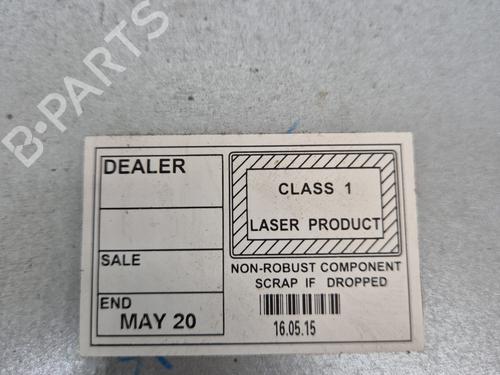 B-PARTS
DEALER
CLASS 1
LASER PRODUCT
SALE
NON-ROBUST COMPONENT
SCRAP IF DROPPED
END
MAY 20
16.05.15